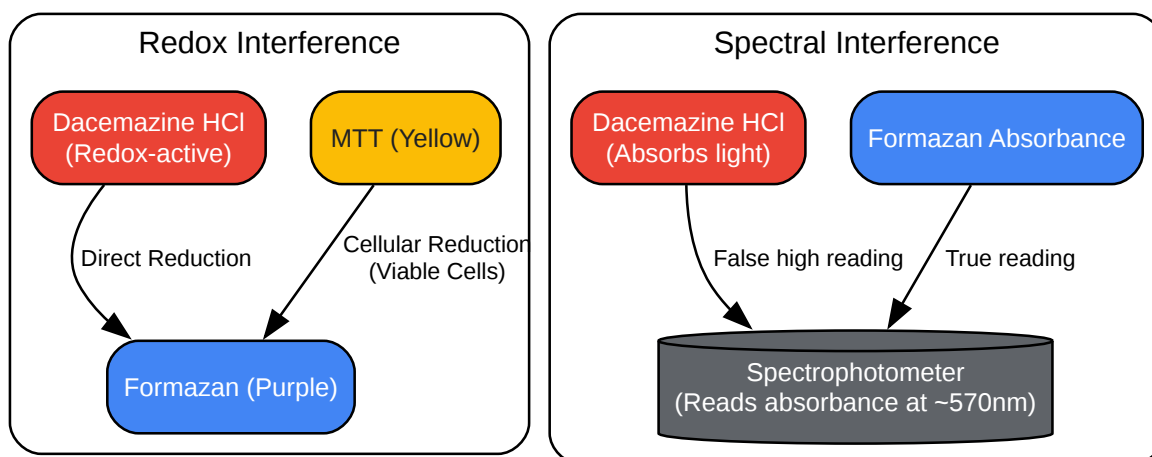 Redox Interference
Dacemazine HCl
(Redox-active)
MTT (Yellow)
Direct Reduction
Cellular Reduction
(Viable Cells)
Formazan (Purple)
Spectral Interference
Dacemazine HCl
(Absorbs light)
Formazan Absorbance
False high reading
True reading
Spectrophotometer
(Reads absorbance at ~570nm)